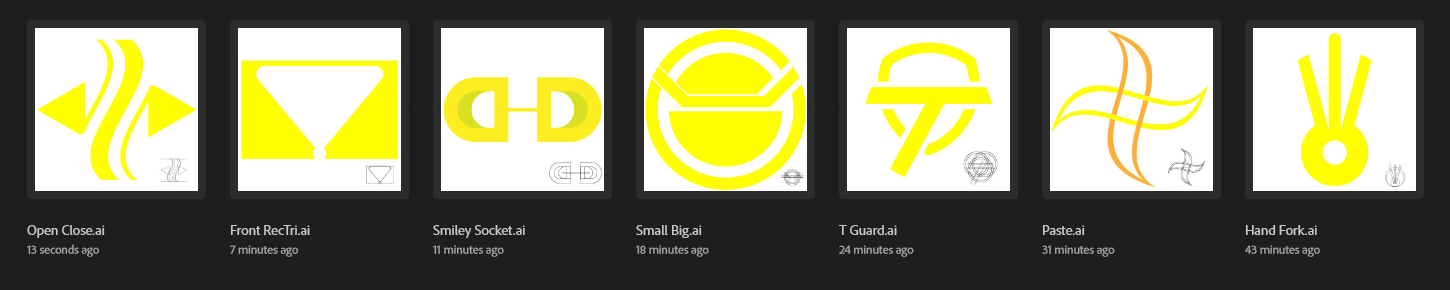 Open Close.ai
13 seconds ago
Front RecTri.ai
7 minutes ago
Smiley Socket.ai
11 minutes ago
Small Big.ai
18 minutes ago
T Guard.ai
24 minutes ago
Paste.ai
31 minutes ago
Hand Fork.ai
43 minutes ago